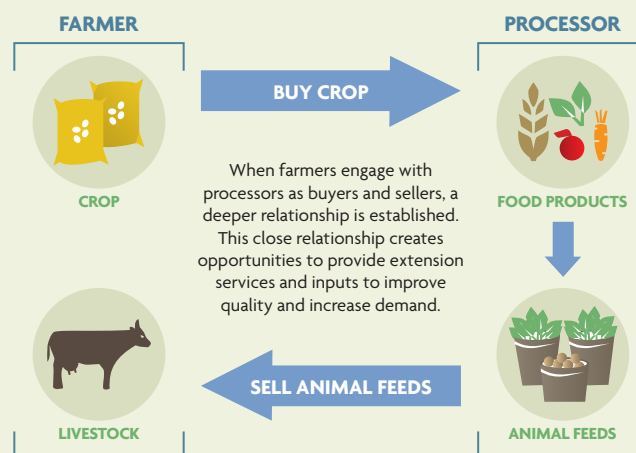 FARMER
PROCESSOR
BUY CROP
CROP
FOOD PRODUCTS
When farmers engage with
processors as buyers and sellers, a
deeper relationship is established.
This close relationship creates
opportunities to provide extension
services and inputs to improve
quality and increase demand.
SELL ANIMAL FEEDS
LIVESTOCK
ANIMAL FEEDS